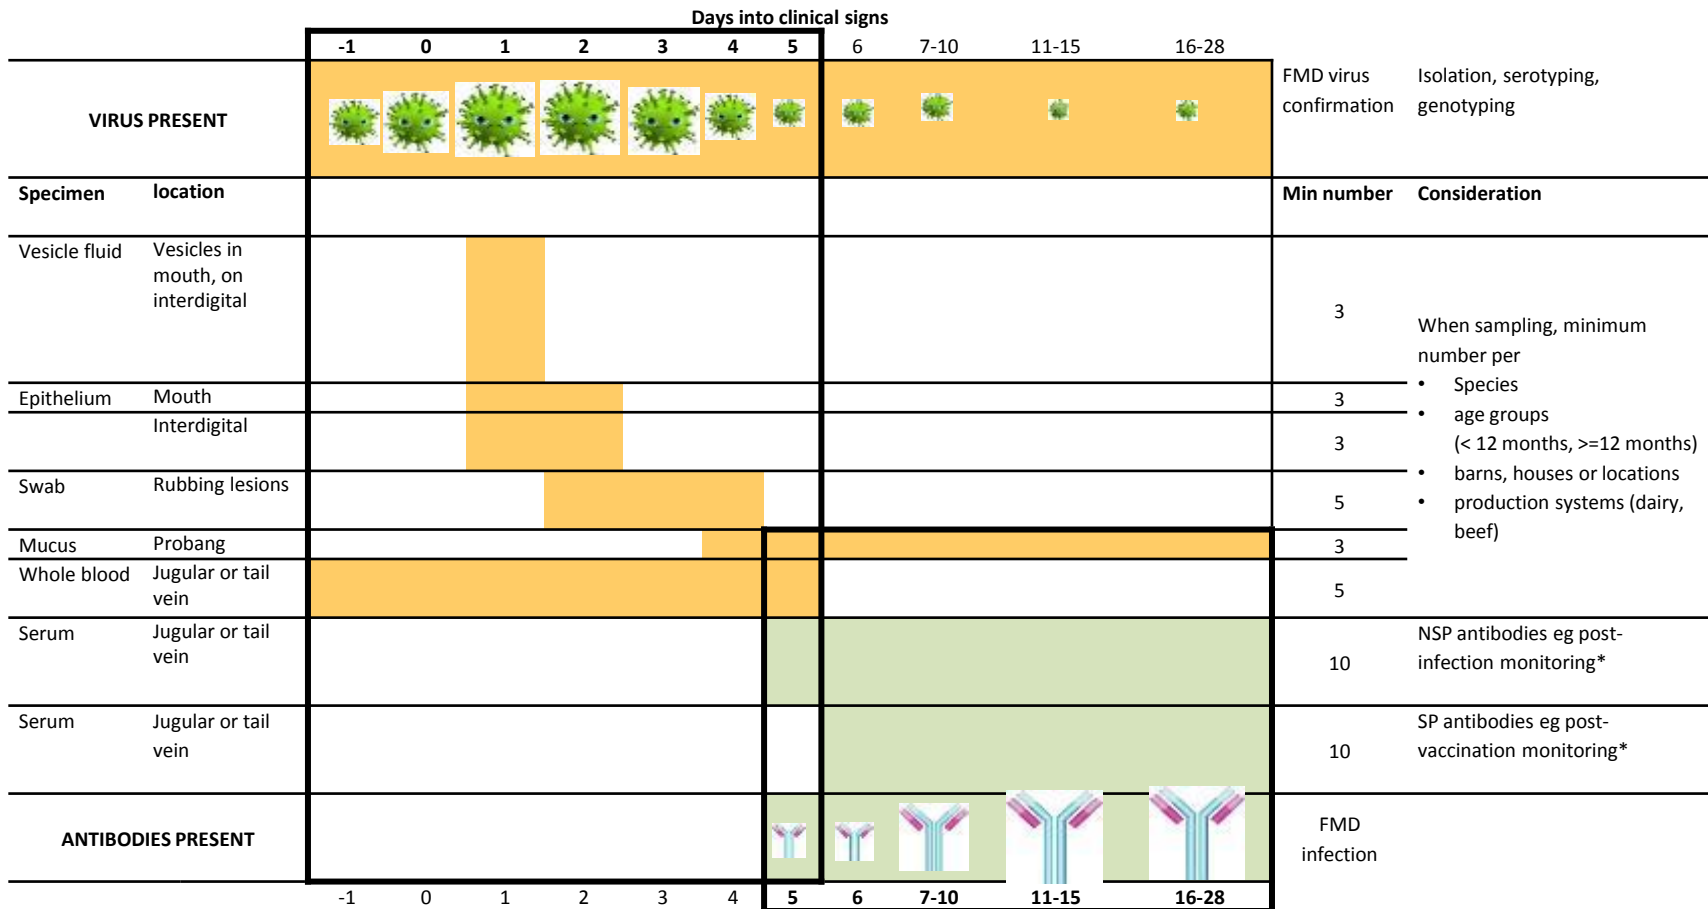 Days into clinical signs
-1 0 1 2 3 4 5 6 7-10 11-15 16-28
VIRUS PRESENT
FMD virus
confirmation
Isolation, serotyping,
genotyping
Specimen location Min number Consideration
Vesicle fluid
Vesicles in
mouth, on
interdigital
3
Epithelium Mouth 3
Interdigital 3
Swab Rubbing lesions 5
Mucus Probang 3
Whole blood
Jugular or tail
vein
5
When sampling, minimum
number per
• Species
• age groups
(< 12 months, >=12 months)
• barns, houses or locations
• production systems (dairy,
beef)
Serum
Jugular or tail
vein
10
NSP antibodies eg post-
infection monitoring*
Serum
Jugular or tail
vein
10
SP antibodies eg post-
vaccination monitoring*
ANTIBODIES PRESENT
FMD
infection
-1 0 1 2 3 4 5 6 7-10 11-15 16-28